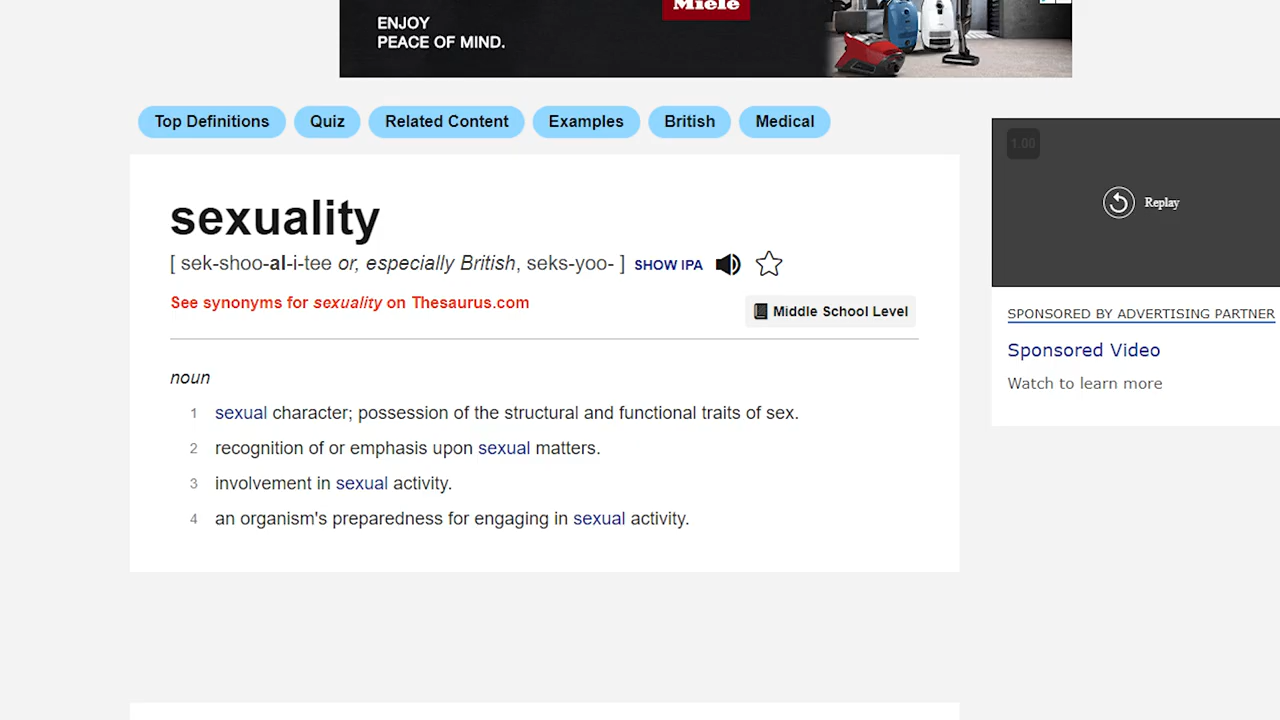 Miele
ENJOY
PEACE OF MIND.
Top Definitions
Quiz
Related Content
Examples
British
Medical
sexuality
[ sek-shoo-al-i-tee or, especially British, seks-yoo- ] SHOW IPA
See synonyms for sexuality on Thesaurus.com
Middle School Level
noun
1 sexual character; possession of the structural and functional traits of sex.
2 recognition of or emphasis upon sexual matters.
3 involvement in sexual activity.
4 an organism's preparedness for engaging in sexual activity.
1.00
Replay
SPONSORED BY ADVERTISING PARTNER
Sponsored Video
Watch to learn more